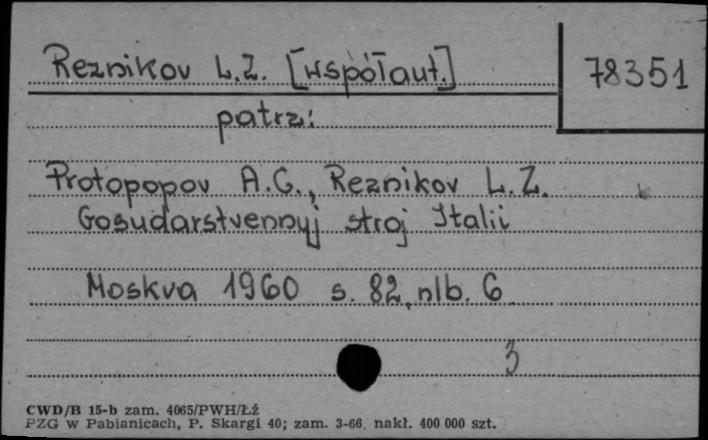 Reznikov L.Z. [współaut.]
78351
patrz:
Protopopov A.G., Reznikov L.Z.
Gosudarstvennyj stroj Italii
Moskva 1960 s. 82, nlb. 6
3
CWD/B 15-b zam. 4065/PWH/Łź
PZG w Pabianicach, P. Skargi 40; zam. 3-66. nakł. 400 000 szt.